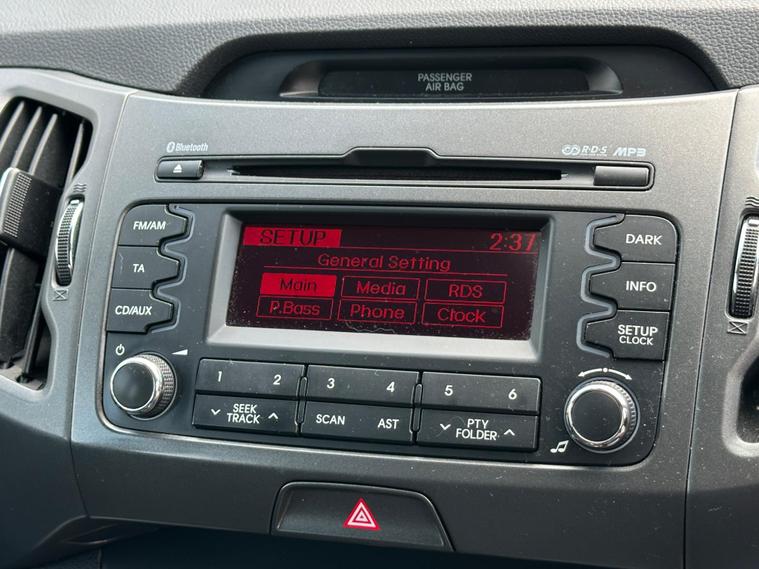 PASSENGER
AIR BAG
Bluetooth
R·D·S MP3
FM/AM
TA
CD/AUX
SETUP 2:37
General Setting
Main Media RDS
P.Bass Phone Clock
DARK
INFO
SETUP
CLOCK
1 2 3 4 5 6
SEEK
TRACK
SCAN AST
PTY
FOLDER